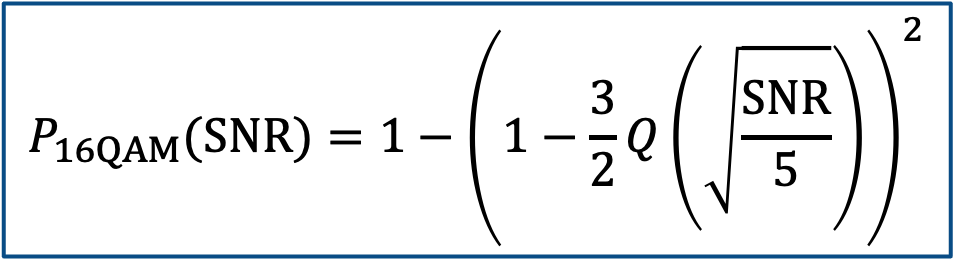 P₁₆QAM(SNR) = 1 − (1 − 3/2 Q(√(SNR/5)))²